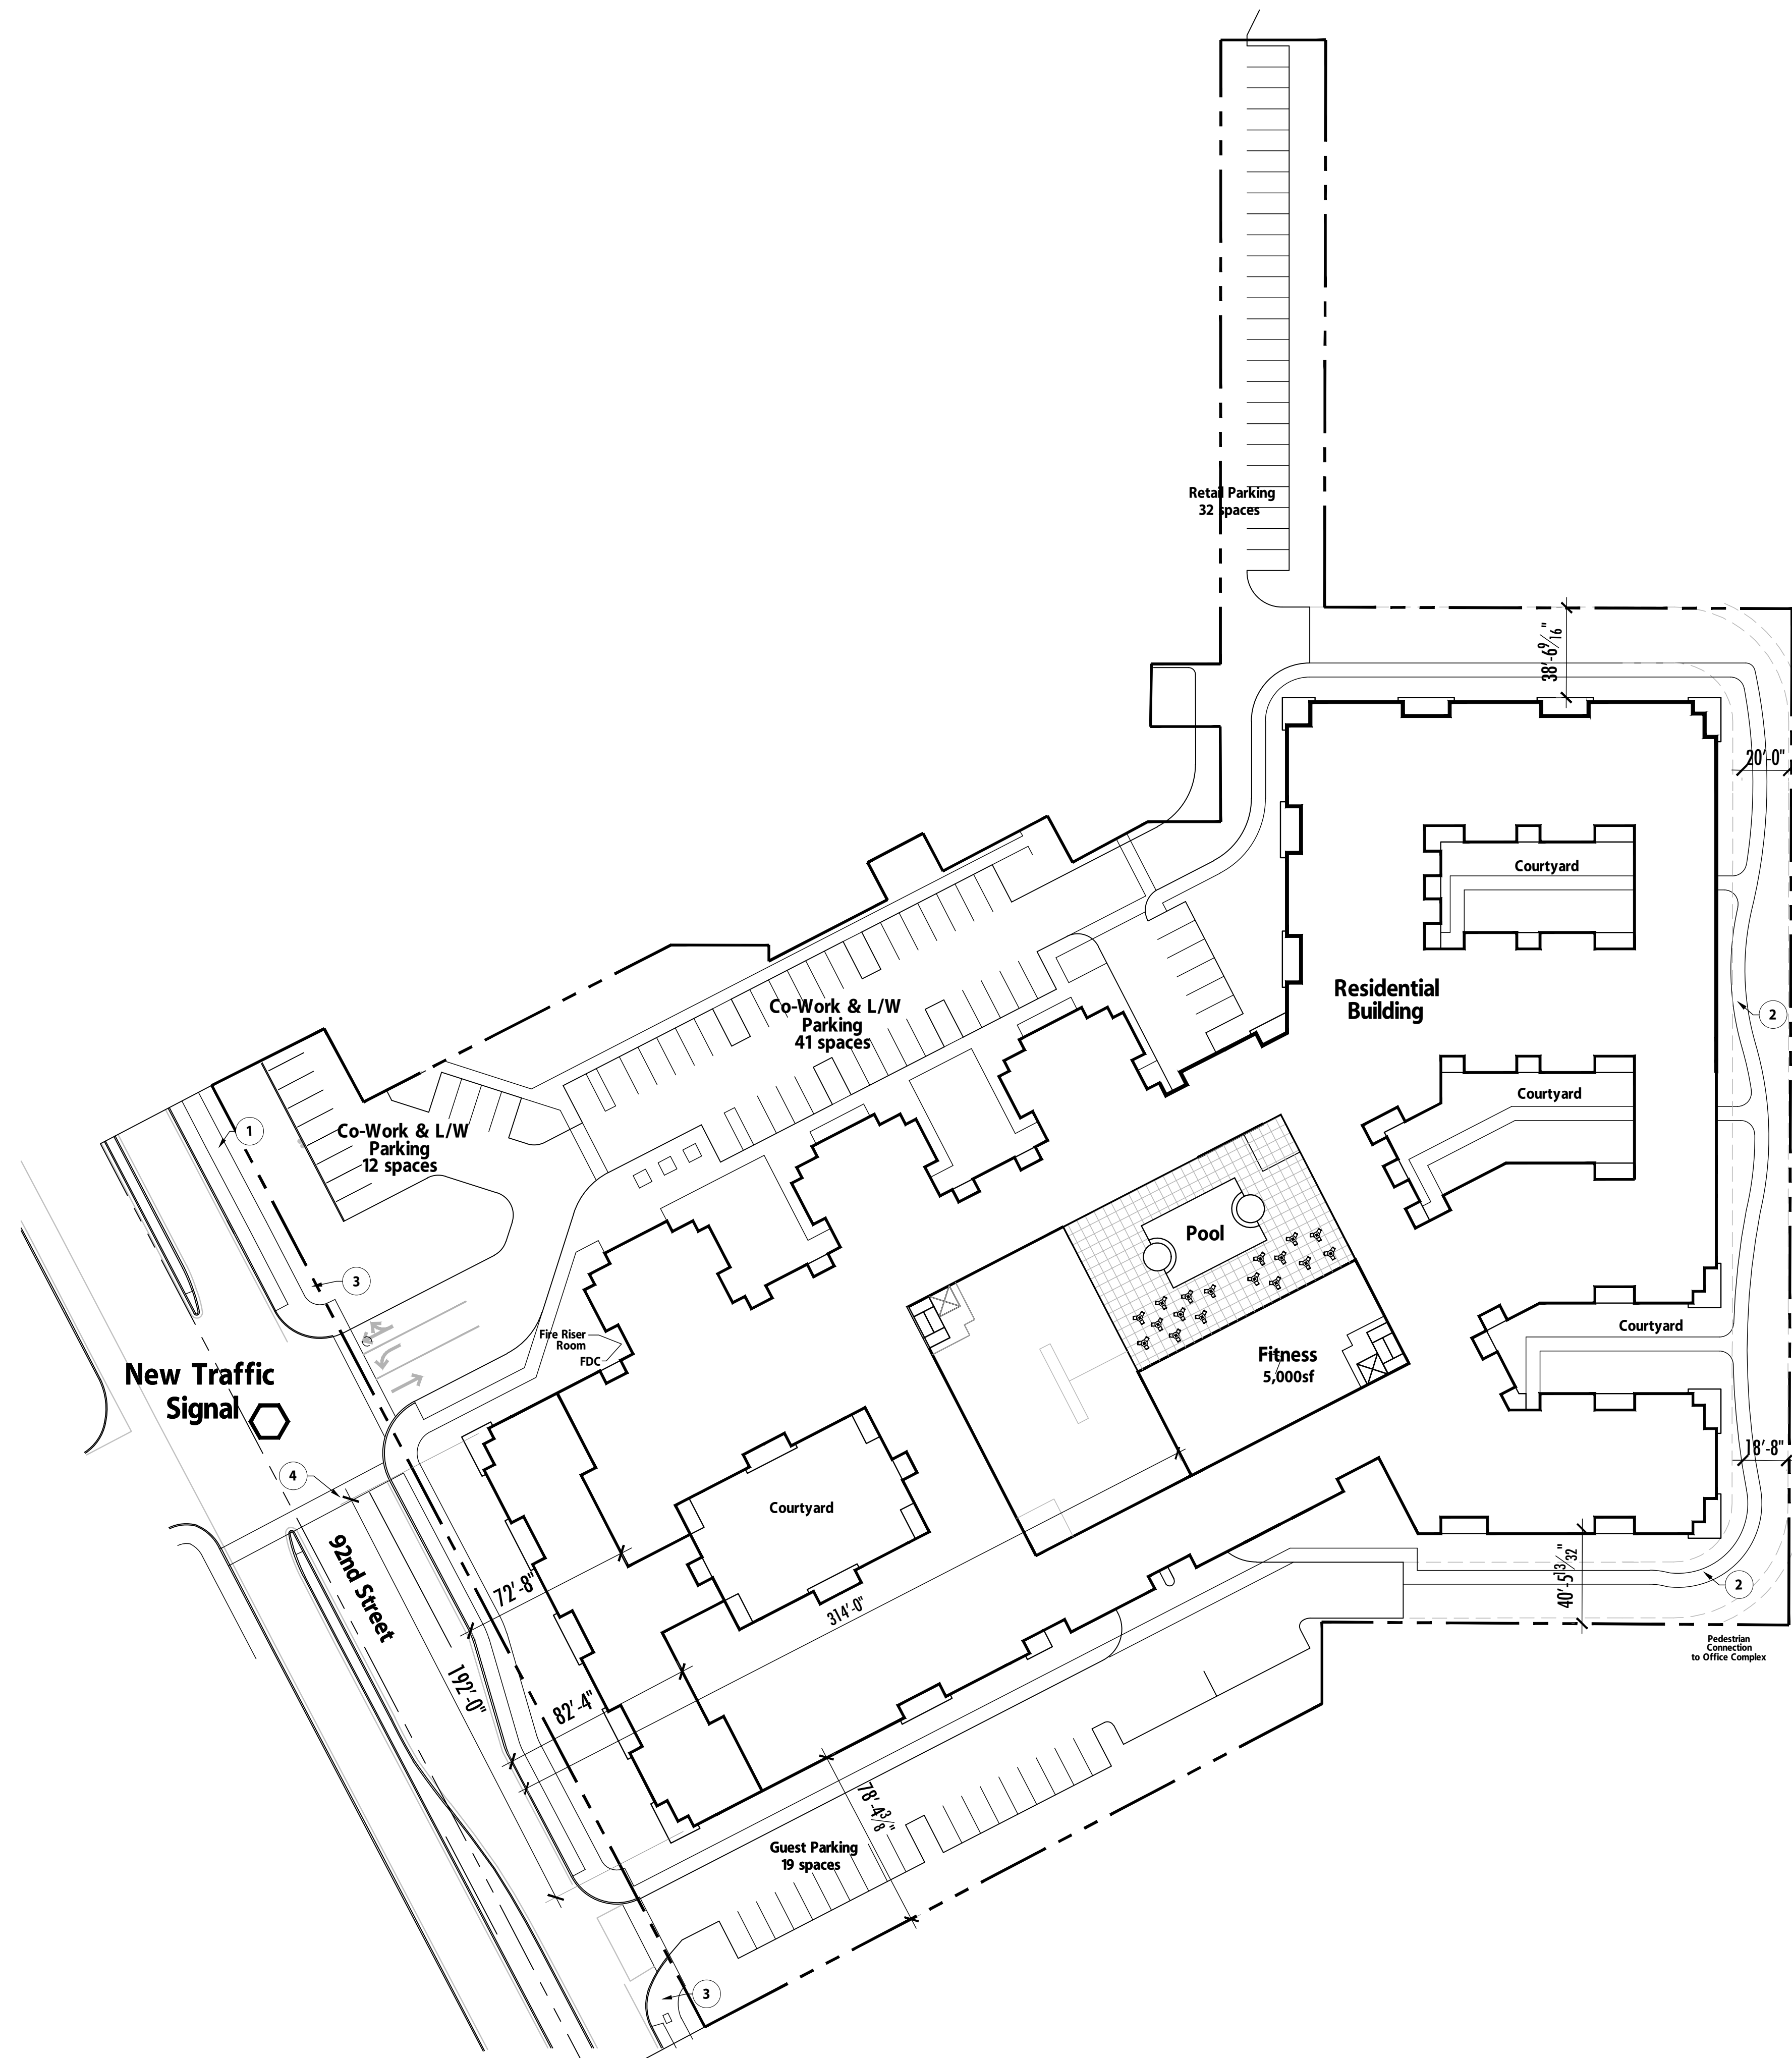 Retail Parking
32 spaces
38'-6 9/16"
20'-0"
Courtyard
Residential
Building
2
Co-Work & L/W
Parking
41 spaces
Courtyard
1
Co-Work & L/W
Parking
12 spaces
3
Pool
Courtyard
Fire Riser
Room
FDC
Fitness
5,000sf
New Traffic
Signal
18'-8"
4
Courtyard
92nd Street
72'-8"
314'-0"
40'-5 13/32"
2
Pedestrian
Connection
to Office Complex
192'-0"
82'-4"
78'-4 3/8"
Guest Parking
19 spaces
3